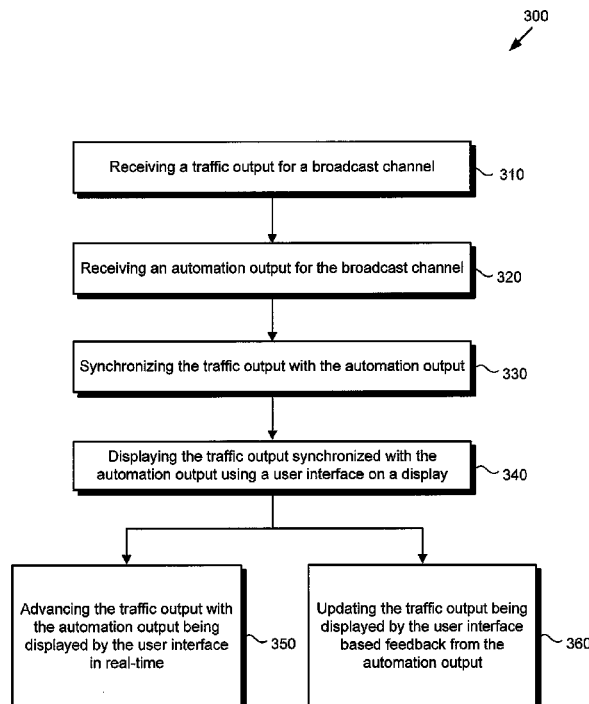 300
Receiving a traffic output for a broadcast channel
310
Receiving an automation output for the broadcast channel
320
Synchronizing the traffic output with the automation output
330
Displaying the traffic output synchronized with the
automation output using a user interface on a display
340
Advancing the traffic output with
the automation output being
displayed by the user interface
in real-time
350
Updating the traffic output being
displayed by the user interface
based feedback from the
automation output
360